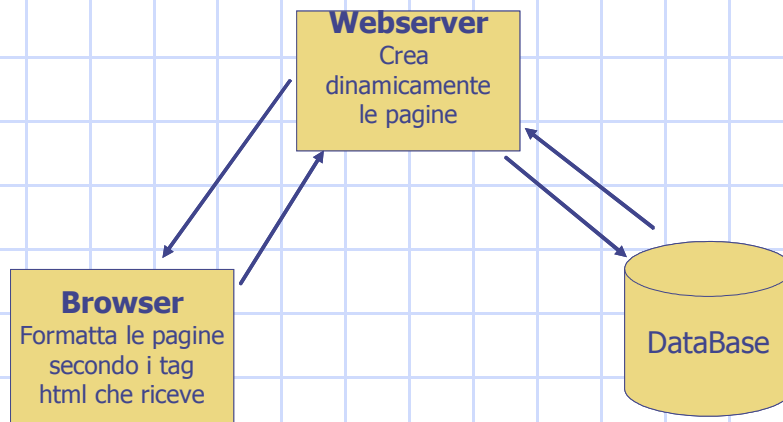 Webserver
Crea
dinamicamente
le pagine
Browser
Formatta le pagine
secondo i tag
html che riceve
DataBase